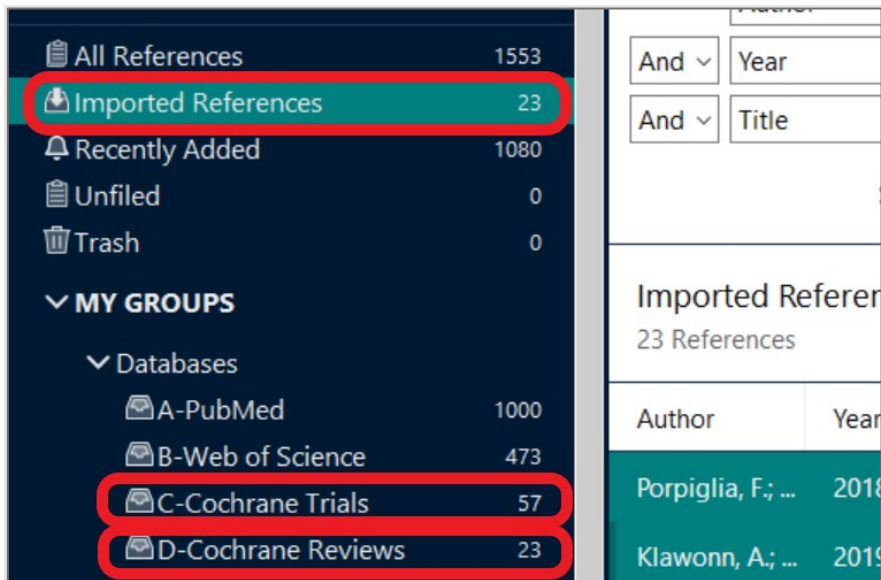 All References 1553
Imported References 23
Recently Added 1080
Unfiled 0
Trash 0
MY GROUPS
Databases
A-PubMed 1000
B-Web of Science 473
C-Cochrane Trials 57
D-Cochrane Reviews 23
And Year
And Title
Imported Referen
23 References
Author Year
Porpiglia, F.; ... 2018
Klawonn, A.; ... 2019